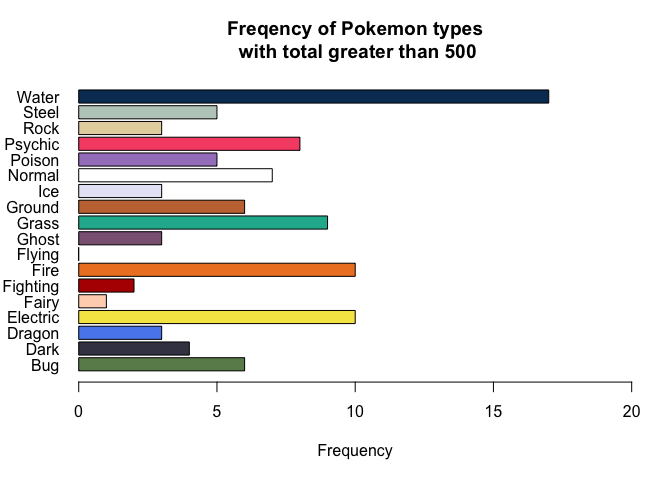 Freqency of Pokemon types
with total greater than 500
Water
Steel
Rock
Psychic
Poison
Normal
Ice
Ground
Grass
Ghost
Flying
Fire
Fighting
Fairy
Electric
Dragon
Dark
Bug
0 5 10 15 20
Frequency